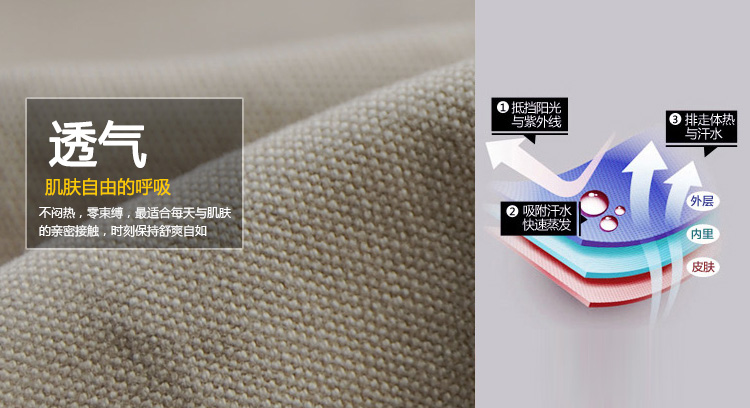 透气
肌肤自由的呼吸
不闷热，零束缚，最适合每天与肌肤
的亲密接触，时刻保持舒爽自如
1 抵挡阳光
与紫外线
3 排走体热
与汗水
2 吸附汗水
快速蒸发
外层
内里
皮肤